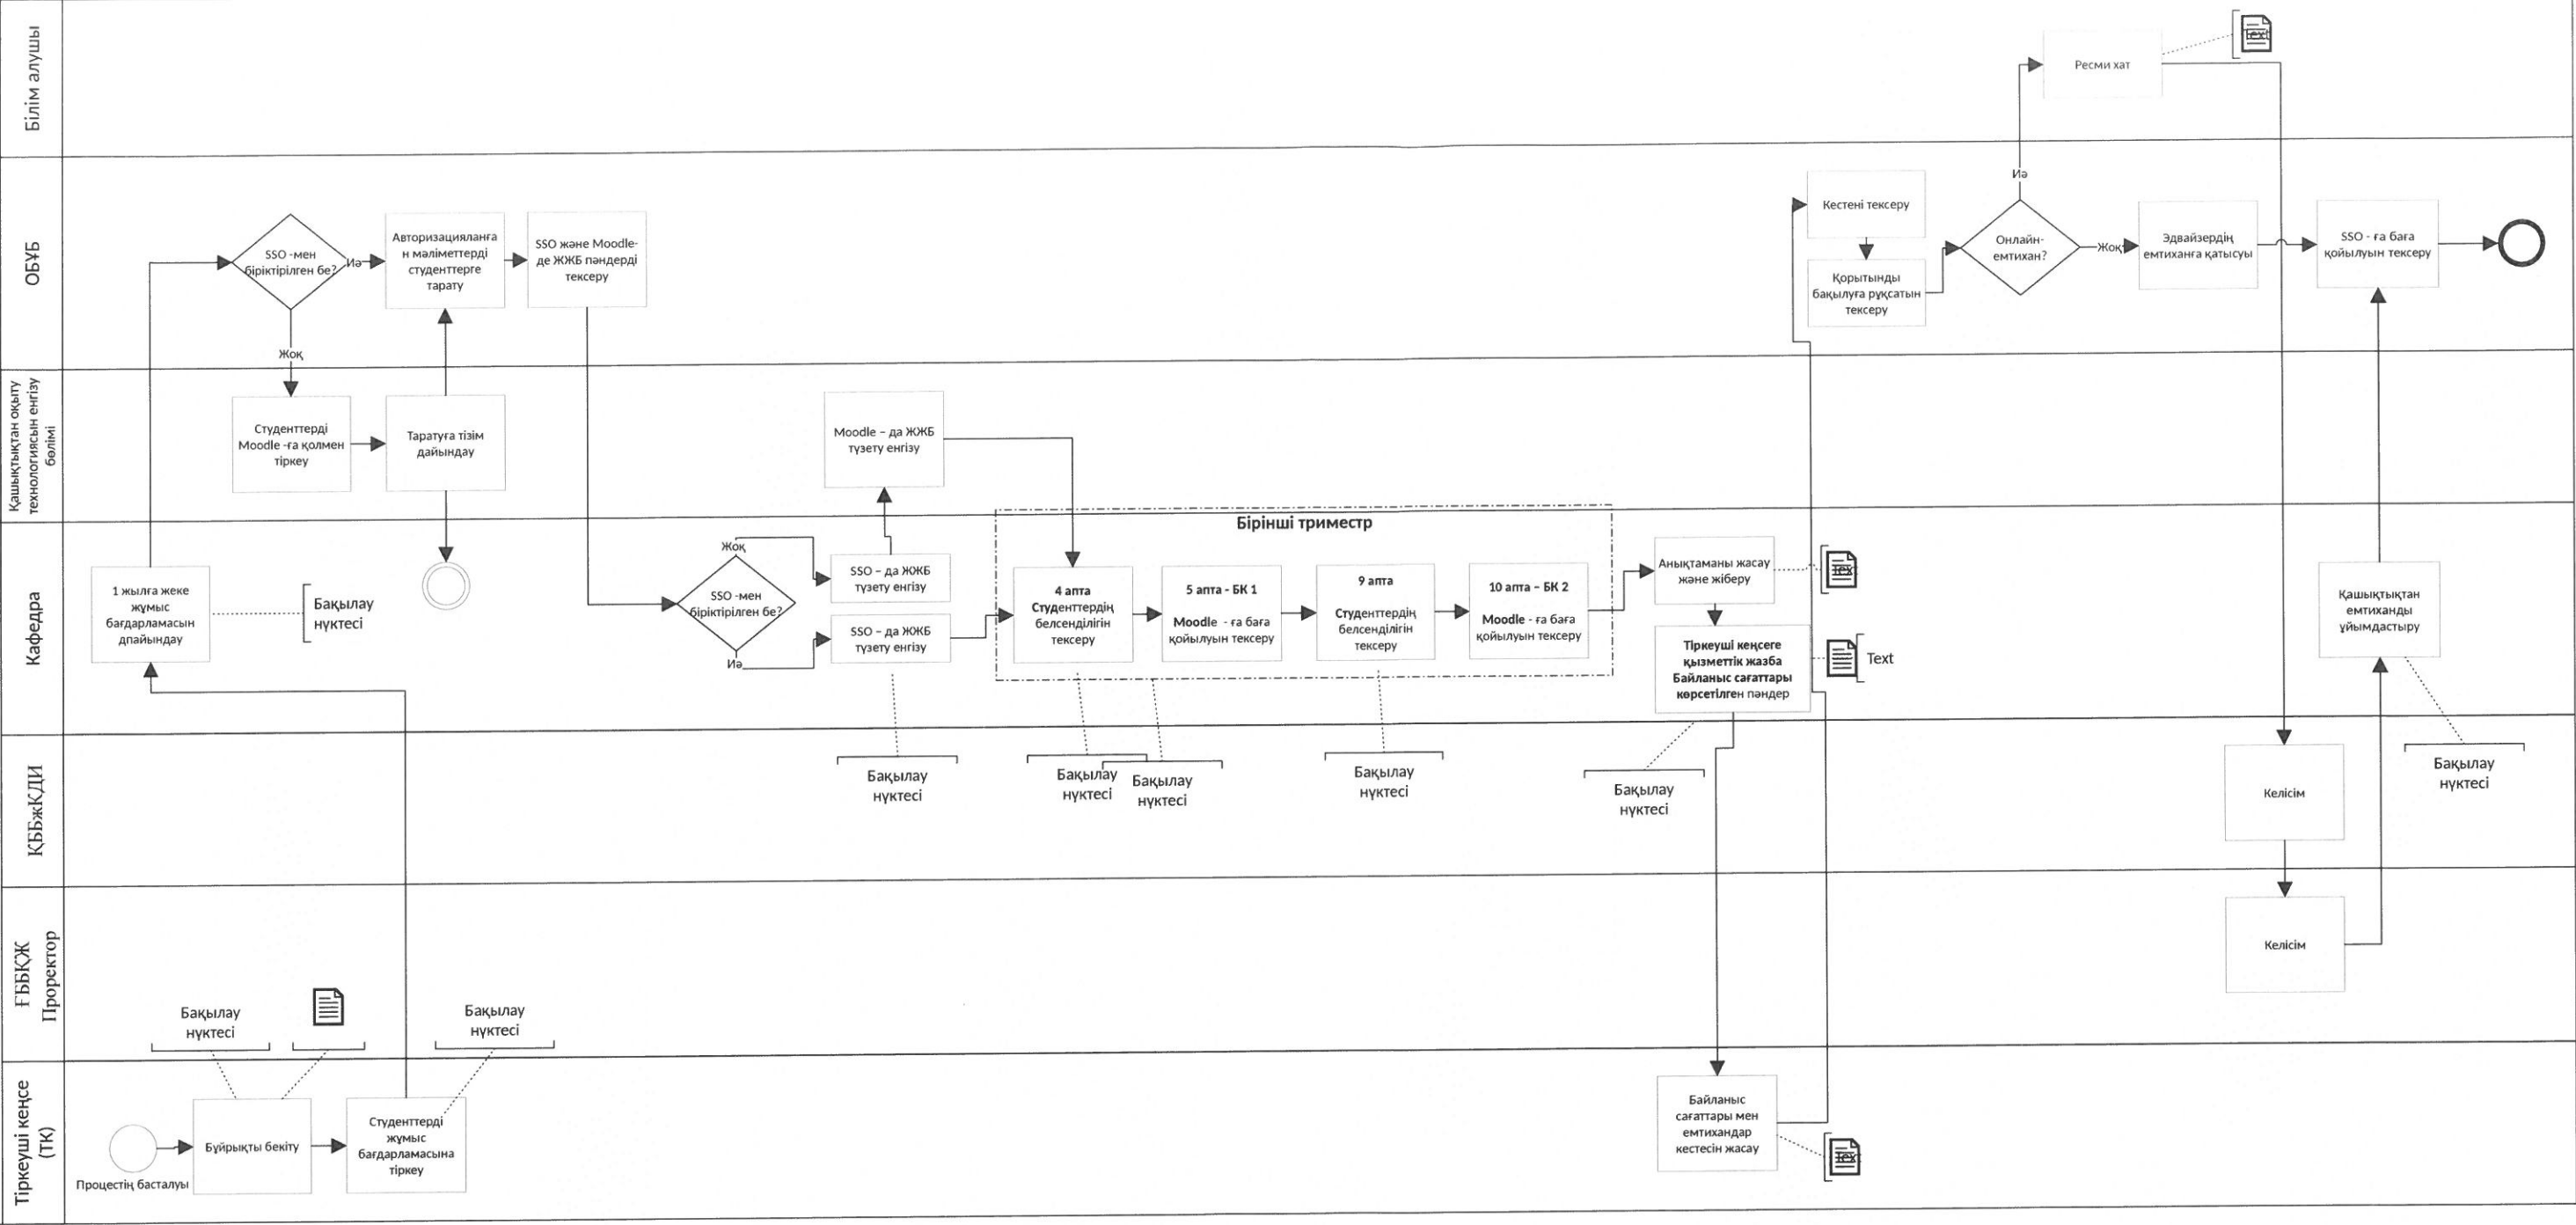 Білім алушы
Ресми хат
Text
ОБҰБ
SSO -мен
біріктірілген бе?
Иә
Жоқ
Авторизацияланға
н мәліметтерді
студенттерге
тарату
SSO және Moodle-
де ЖЖБ пәндерді
тексеру
Кестені тексеру
Қорытынды
бақылуға рұқсатын
тексеру
Иә
Онлайн-
емтихан?
Жоқ
Эдвайзердің
емтиханға қатысуы
SSO - ға баға
қойылуын тексеру
Қашықтықтан оқыту
технологиясын енгізу
бөлімі
Студенттерді
Moodle -ға қолмен
тіркеу
Таратуға тізім
дайындау
Moodle – да ЖЖБ
түзету енгізу
Кафедра
1 жылға жеке
жұмыс
бағдарламасын
дпайындау
Бақылау
нүктесі
Жоқ
SSO -мен
біріктірілген бе?
Иә
SSO – да ЖЖБ
түзету енгізу
SSO – да ЖЖБ
түзету енгізу
Бірінші триместр
4 апта
Студенттердің
белсенділігін
тексеру
5 апта - БК 1
Moodle - ға баға
қойылуын тексеру
9 апта
Студенттердің
белсенділігін
тексеру
10 апта – БК 2
Moodle - ға баға
қойылуын тексеру
Анықтаманы жасау
және жіберу
Text
Тіркеуші кеңсеге
қызметтік жазба
Байланыс сағаттары
көрсетілген пәндер
Text
Қашықтықтан
емтиханды
ұйымдастыру
ҚББжКДИ
Бақылау
нүктесі
Бақылау
нүктесі
Бақылау
нүктесі
Бақылау
нүктесі
Бақылау
нүктесі
Келісім
Бақылау
нүктесі
ҒББҚЖ
Проректор
Келісім
Бақылау
нүктесі
Бақылау
нүктесі
Тіркеуші кеңсе
(ТК)
Процестің басталуы
Бұйрықты бекіту
Студенттерді
жұмыс
бағдарламасына
тіркеу
Байланыс
сағаттары мен
емтихандар
кестесін жасау
Text